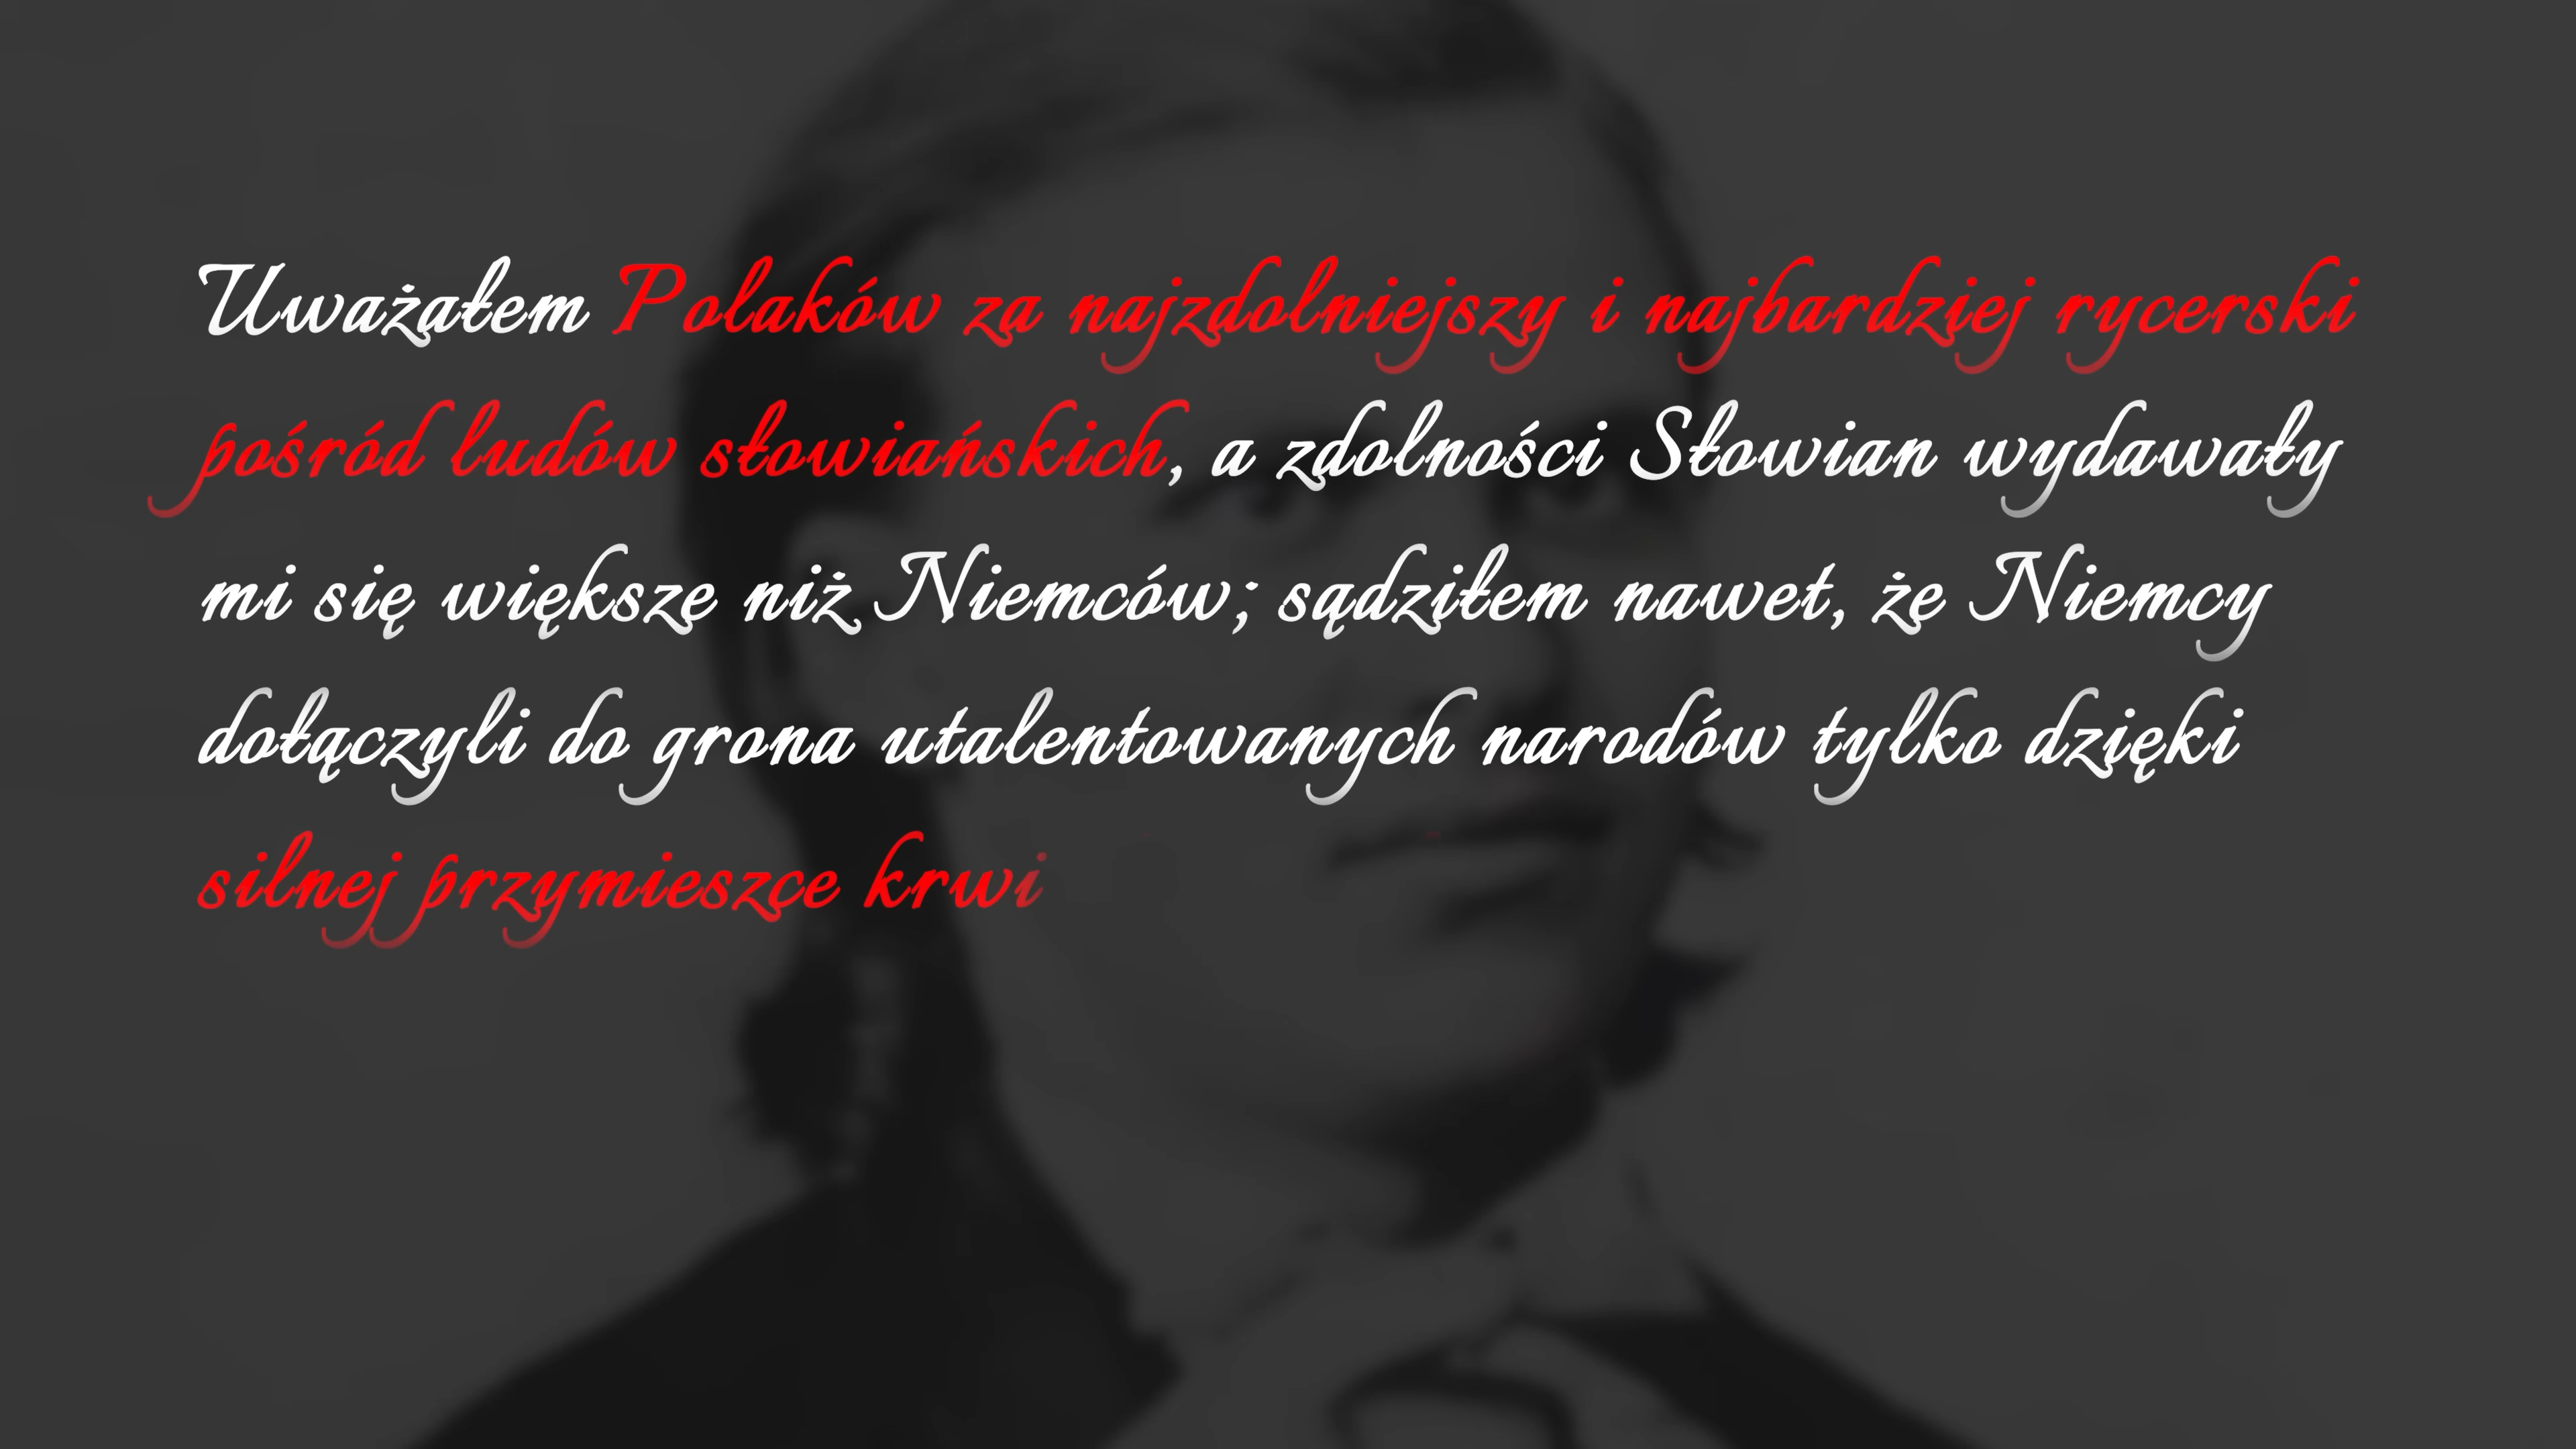 Uważałem Polaków za najzdolniejszy i najbardziej rycerski
pośród ludów słowiańskich, a zdolności Słowian wydawały
mi się większe niż Niemców; sądziłem nawet, że Niemcy
dołączyli do grona utalentowanych narodów tylko dzięki
silnej przymieszce krwi